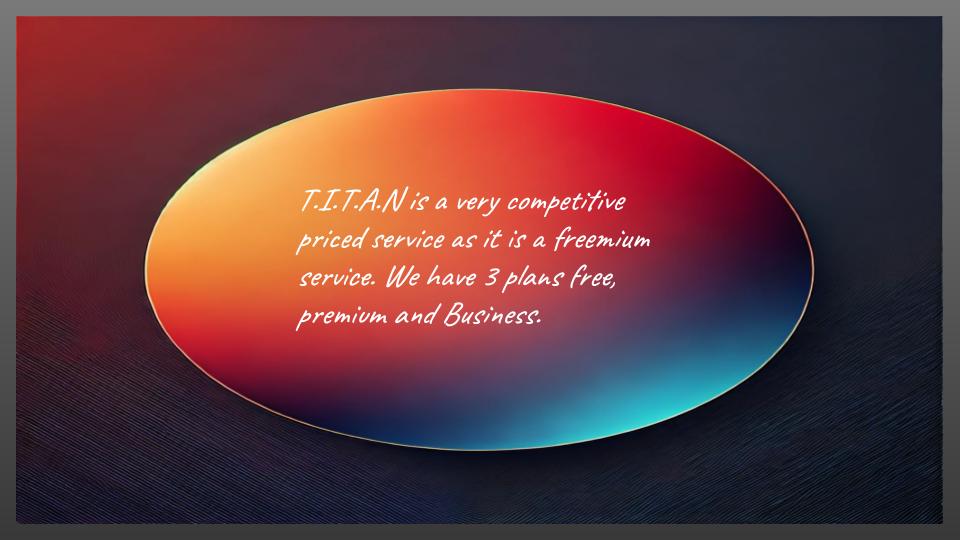 T.I.T.A.N is a very competitive
priced service as it is a freemium
service. We have 3 plans free,
premium and Business.